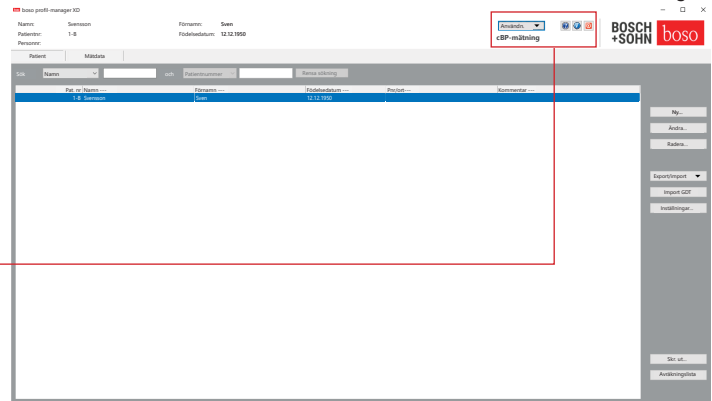 boso profil-manager XD
Namn: Svensson Förnamn: Sven
Patientnr: 1-8 Födelsedatum: 12.12.1950
Personnr:
Användn.
cBP-mätning
BOSCH
+SOHN
boso
Patient Mätdata
Sök Namn och Patientnummer Rensa sökning
Pat. nr Namn --- Förnamn --- Födelsedatum --- Pnr/ort--- Kommentar ---
1-8 Svensson Sven 12.12.1950
Ny...
Ändra...
Radera...
Export/import
Import GDT
Inställningar...
Skr. ut...
Avräkningslista